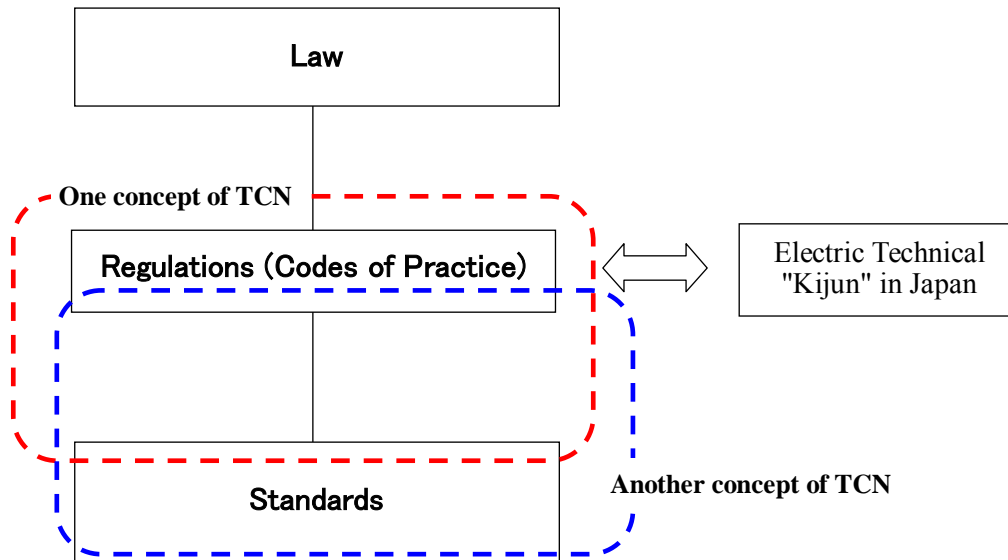 Law
One concept of TCN
Regulations (Codes of Practice)
Electric Technical
"Kijun" in Japan
Standards
Another concept of TCN